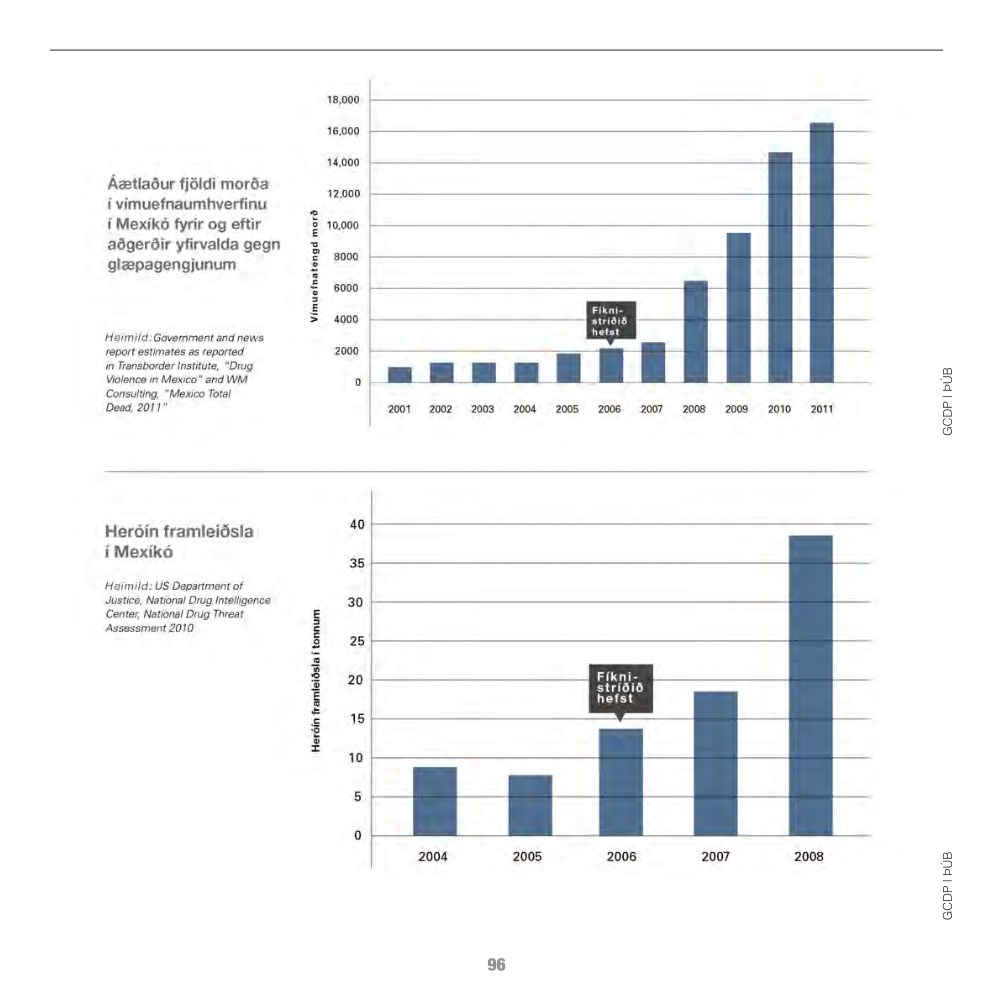 Áætlaður fjöldi morða
í vímuefnaumhverfinu
í Mexíkó fyrir og eftir
aðgerðir yfirvalda gegn
glæpagengjunum
Heimild: Government and news
report estimates as reported
in Transborder Institute, "Drug
Violence in Mexico" and WM
Consulting, "Mexico Total
Dead, 2011"
Vímuefnatengd morð
18,000
16,000
14,000
12,000
10,000
8000
6000
4000
2000
0
Fíkni-
stríðið
hefst
2001 2002 2003 2004 2005 2006 2007 2008 2009 2010 2011
GCDP I ÞÚB
Heróín framleiðsla
í Mexíkó
Heimild: US Department of
Justice, National Drug Intelligence
Center, National Drug Threat
Assessment 2010
Heróín framleiðsla í tonnum
40
35
30
25
20
15
10
5
0
Fíkni-
stríðið
hefst
2004 2005 2006 2007 2008
GCDP I ÞÚB
96